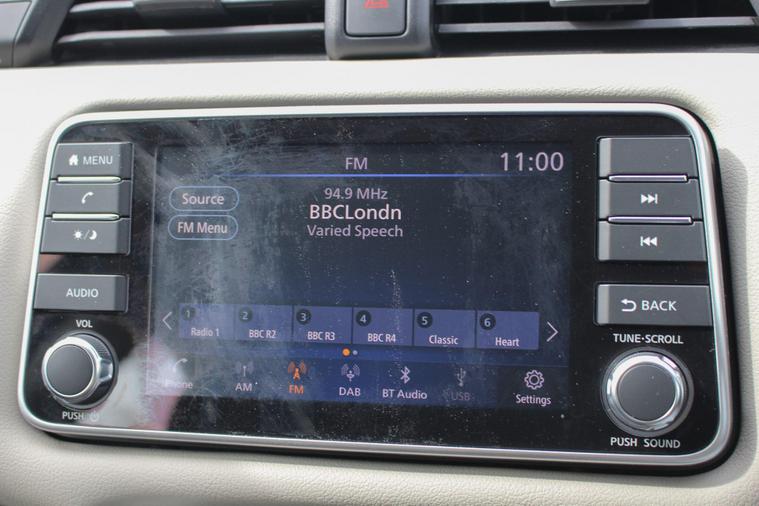 MENU
AUDIO
VOL
PUSH
FM
11:00
Source
94.9 MHz
BBCLondn
FM Menu
Varied Speech
1 2 3 4 5 6
Radio 1 BBC R2 BBC R3 BBC R4 Classic Heart
Phone AM FM DAB BT Audio USB Settings
BACK
TUNE·SCROLL
PUSH SOUND